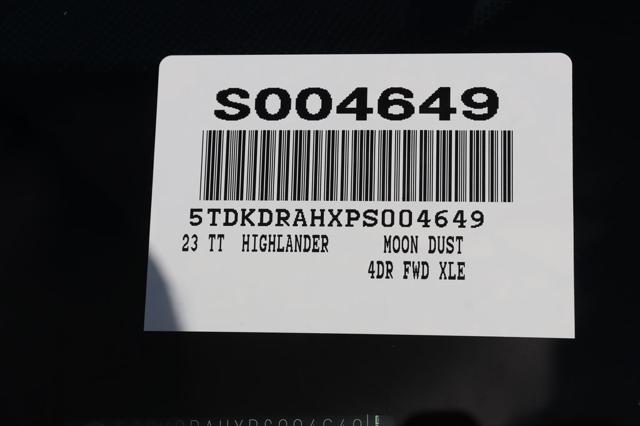 S004649
5TDKDRAHXPS004649
23 TT HIGHLANDER MOON DUST
4DR FWD XLE